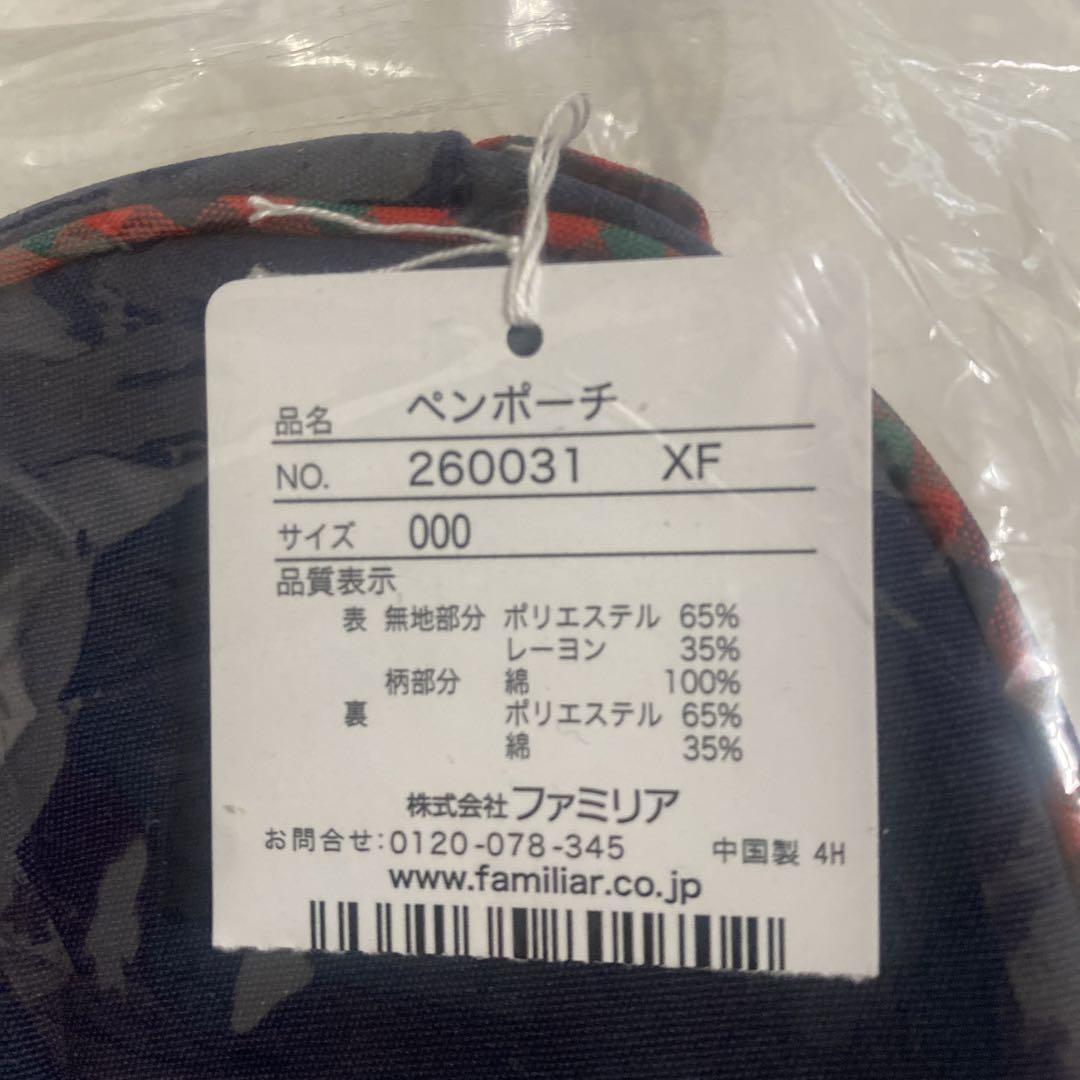 品名 ペンポーチ
NO. 260031 XF
サイズ 000
品質表示
表 無地部分 ポリエステル 65%
レーヨン 35%
柄部分 綿 100%
裏 ポリエステル 65%
綿 35%
株式会社ファミリア
お問合せ:0120-078-345 中国製 4H
www.familiar.co.jp